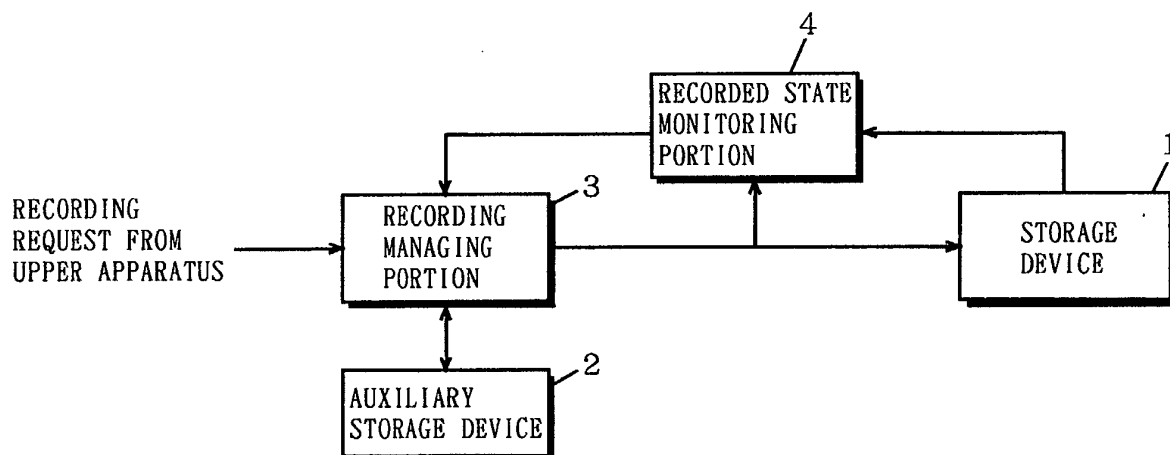 4
RECORDED STATE
MONITORING
PORTION
1
STORAGE
DEVICE
3
RECORDING
MANAGING
PORTION
RECORDING
REQUEST FROM
UPPER APPARATUS
2
AUXILIARY
STORAGE DEVICE